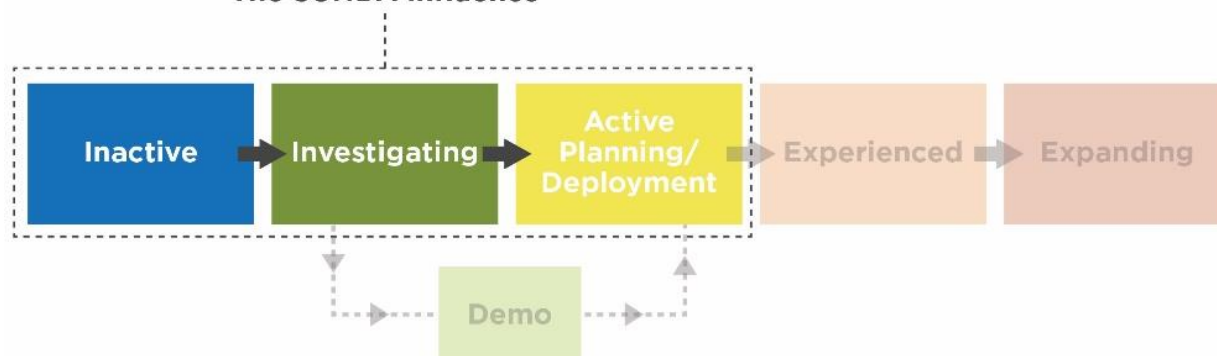 Inactive
Investigating
Active
Planning/
Deployment
Experienced
Expanding
Demo